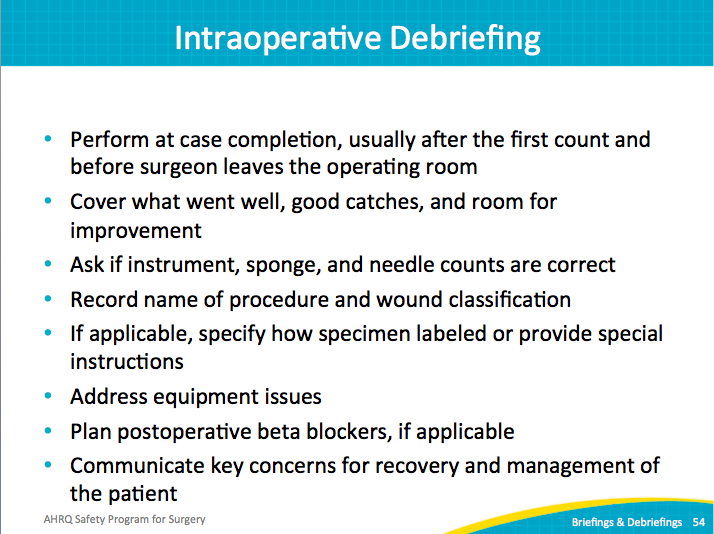 Intraoperative Debriefing
• Perform at case completion, usually after the first count and
before surgeon leaves the operating room
• Cover what went well, good catches, and room for
improvement
• Ask if instrument, sponge, and needle counts are correct
• Record name of procedure and wound classification
• If applicable, specify how specimen labeled or provide special
instructions
• Address equipment issues
• Plan postoperative beta blockers, if applicable
• Communicate key concerns for recovery and management of
the patient
AHRQ Safety Program for Surgery
Briefings & Debriefings 54